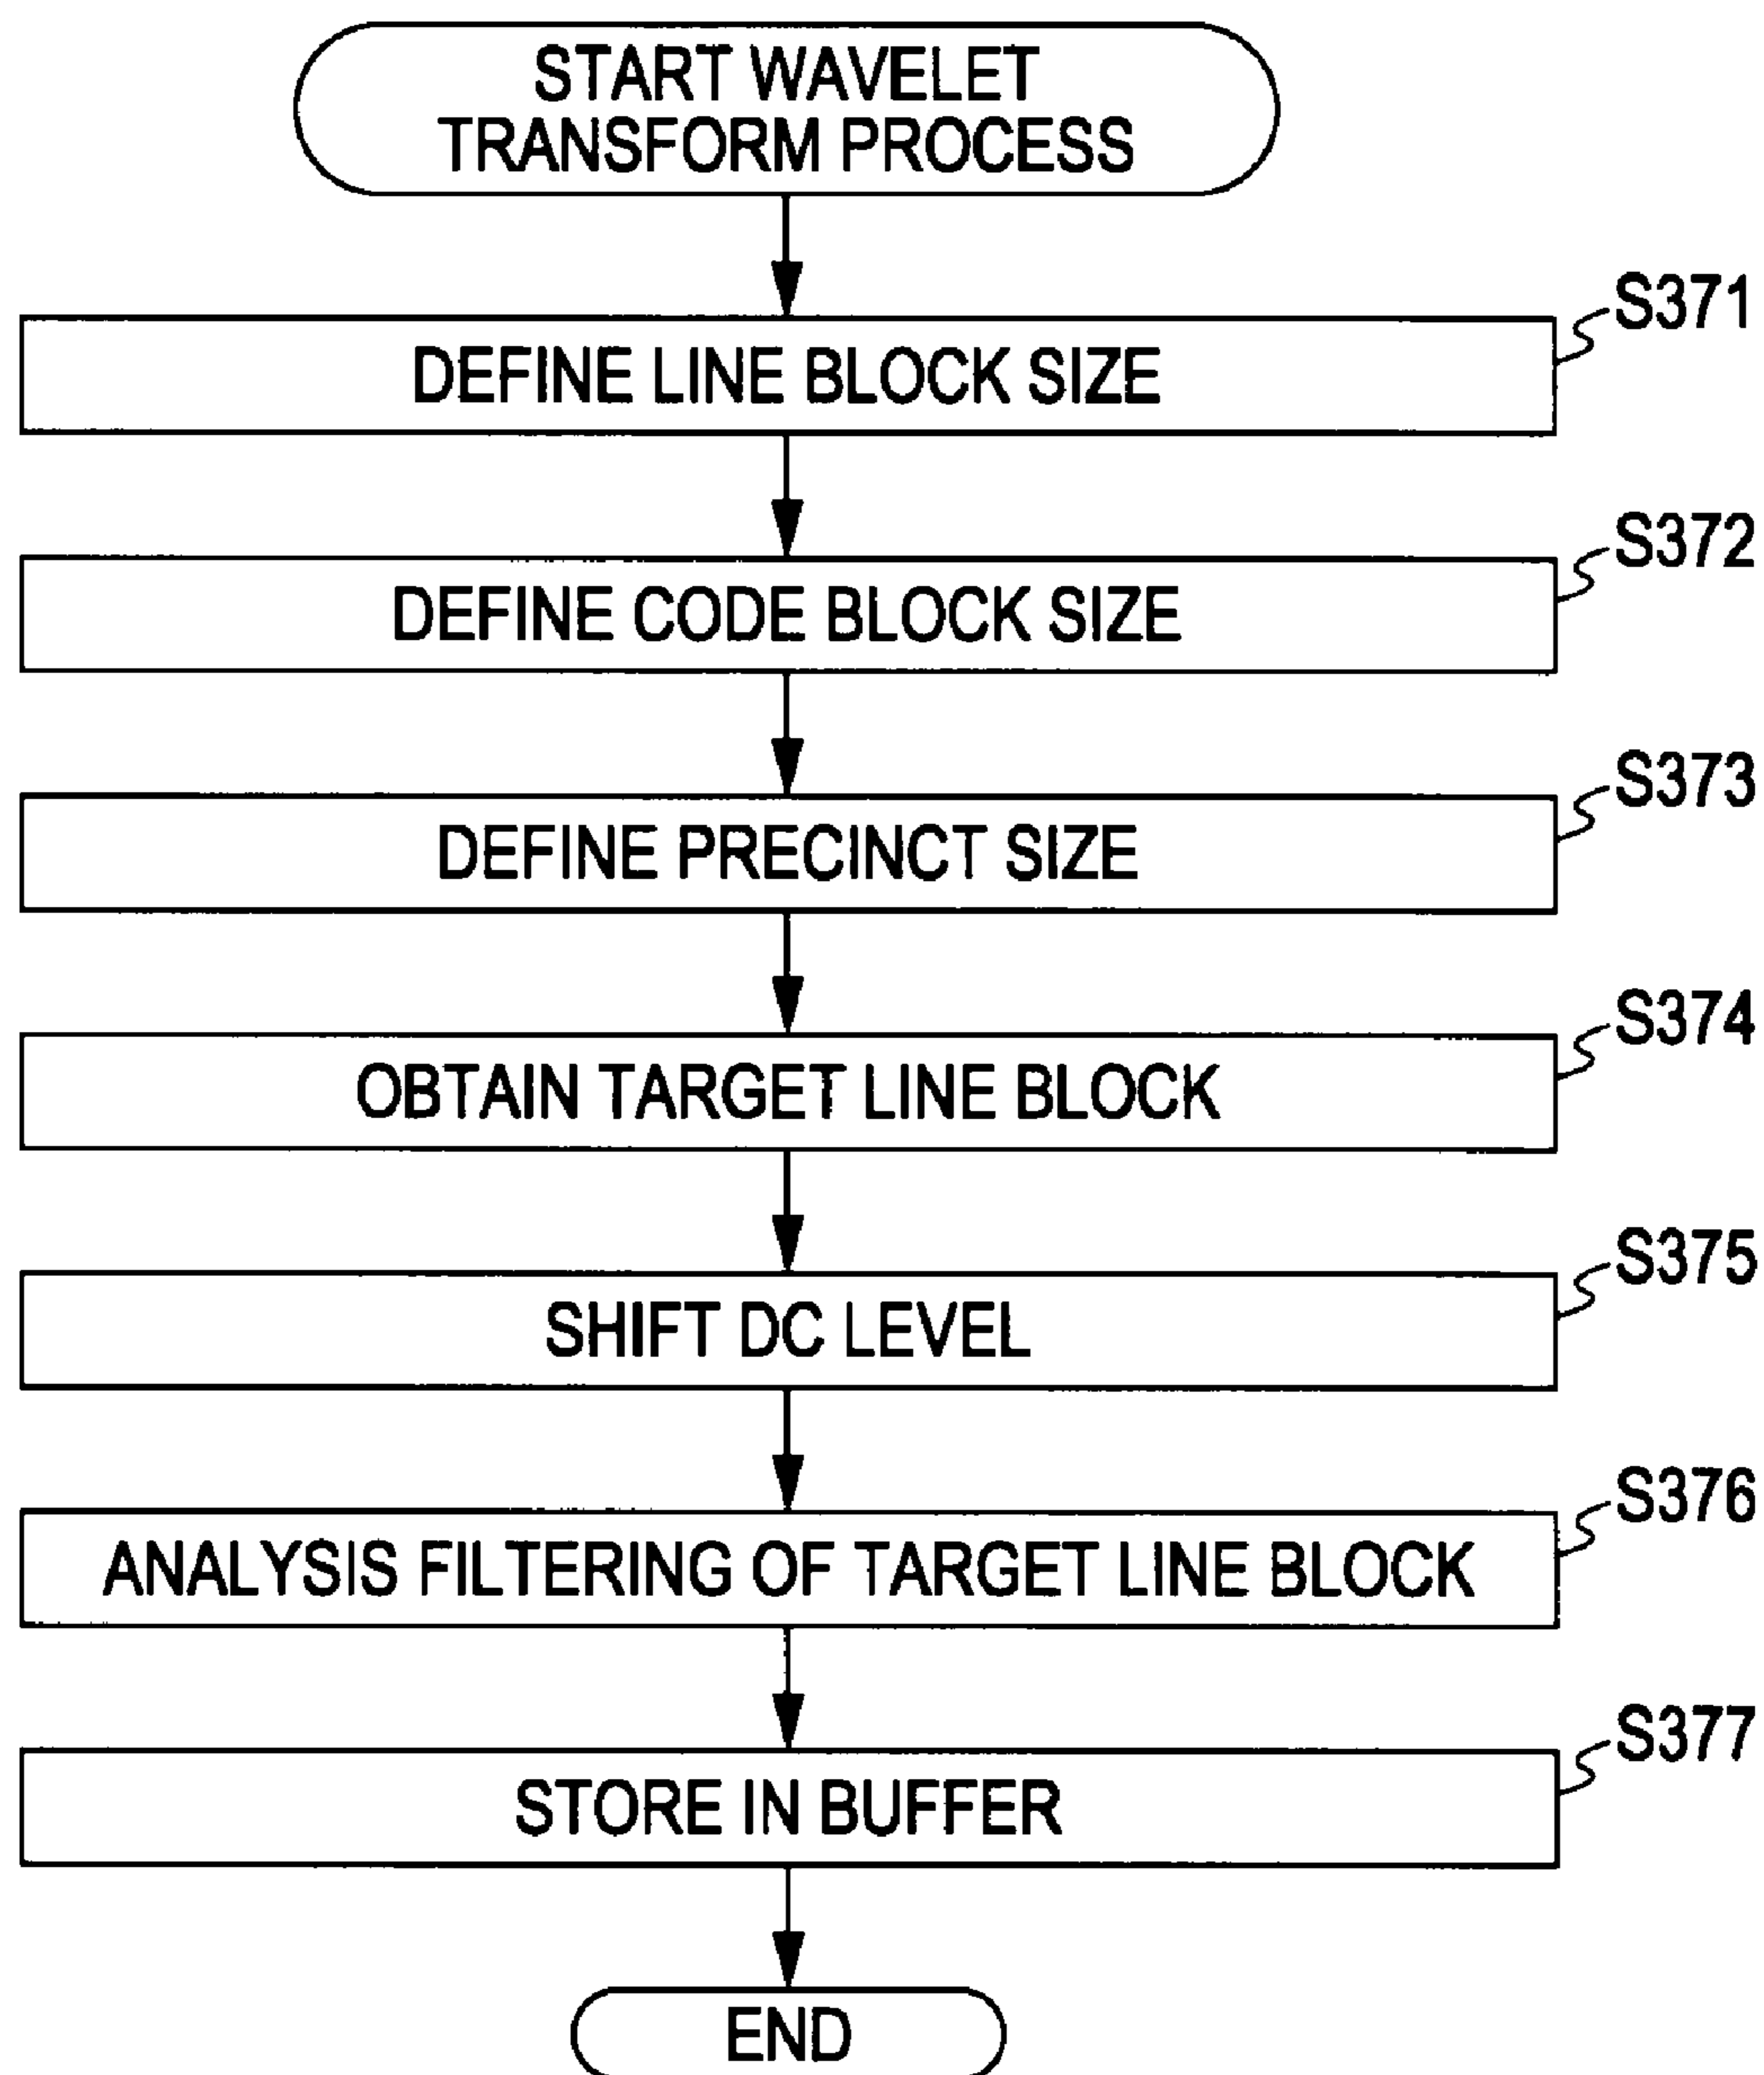 START WAVELET
TRANSFORM PROCESS
S371
DEFINE LINE BLOCK SIZE
S372
DEFINE CODE BLOCK SIZE
S373
DEFINE PRECINCT SIZE
S374
OBTAIN TARGET LINE BLOCK
S375
SHIFT DC LEVEL
S376
ANALYSIS FILTERING OF TARGET LINE BLOCK
S377
STORE IN BUFFER
END